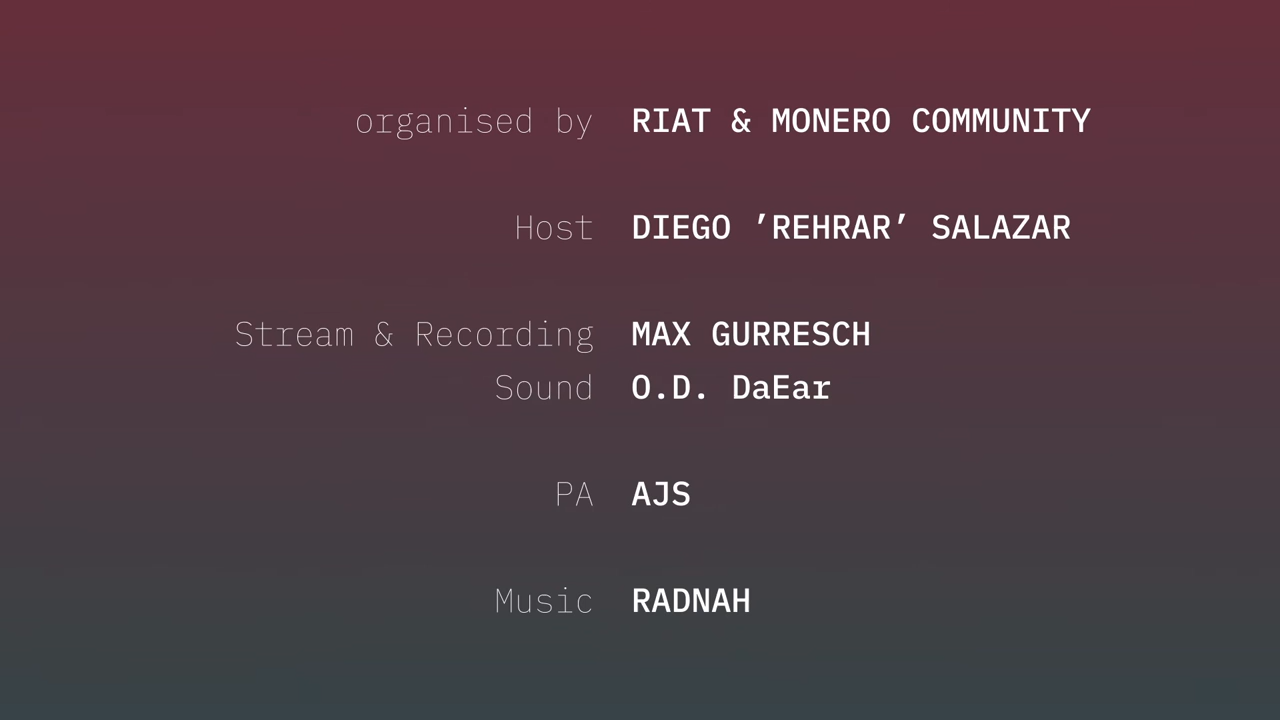 organised by RIAT & MONERO COMMUNITY
Host DIEGO ’REHRAR’ SALAZAR
Stream & Recording MAX GURRESCH
Sound O.D. DaEar
PA AJS
Music RADNAH